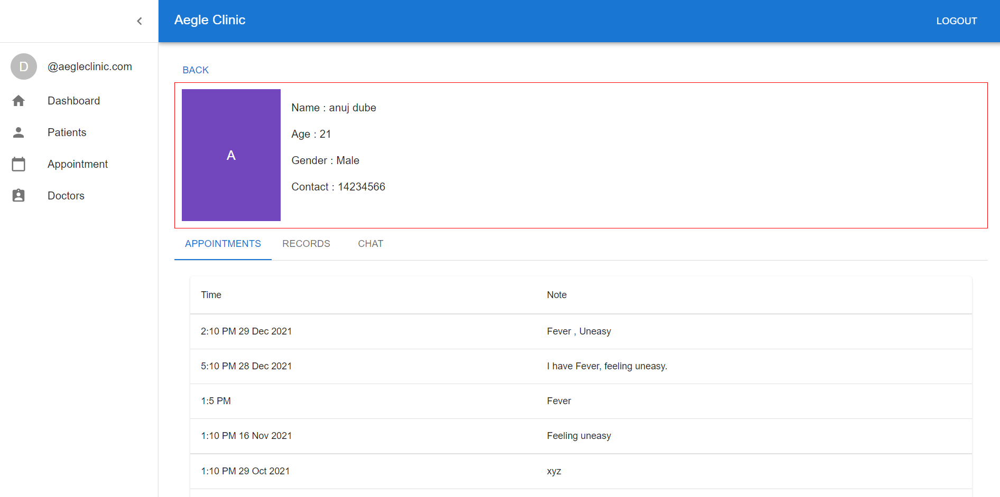 Aegle Clinic
LOGOUT
D
@aegleclinic.com
Dashboard
Patients
Appointment
Doctors
BACK
A
Name : anuj dube
Age : 21
Gender : Male
Contact : 14234566
APPOINTMENTS RECORDS CHAT
Time Note
2:10 PM 29 Dec 2021 Fever , Uneasy
5:10 PM 28 Dec 2021 I have Fever, feeling uneasy.
1:5 PM Fever
1:10 PM 16 Nov 2021 Feeling uneasy
1:10 PM 29 Oct 2021 xyz